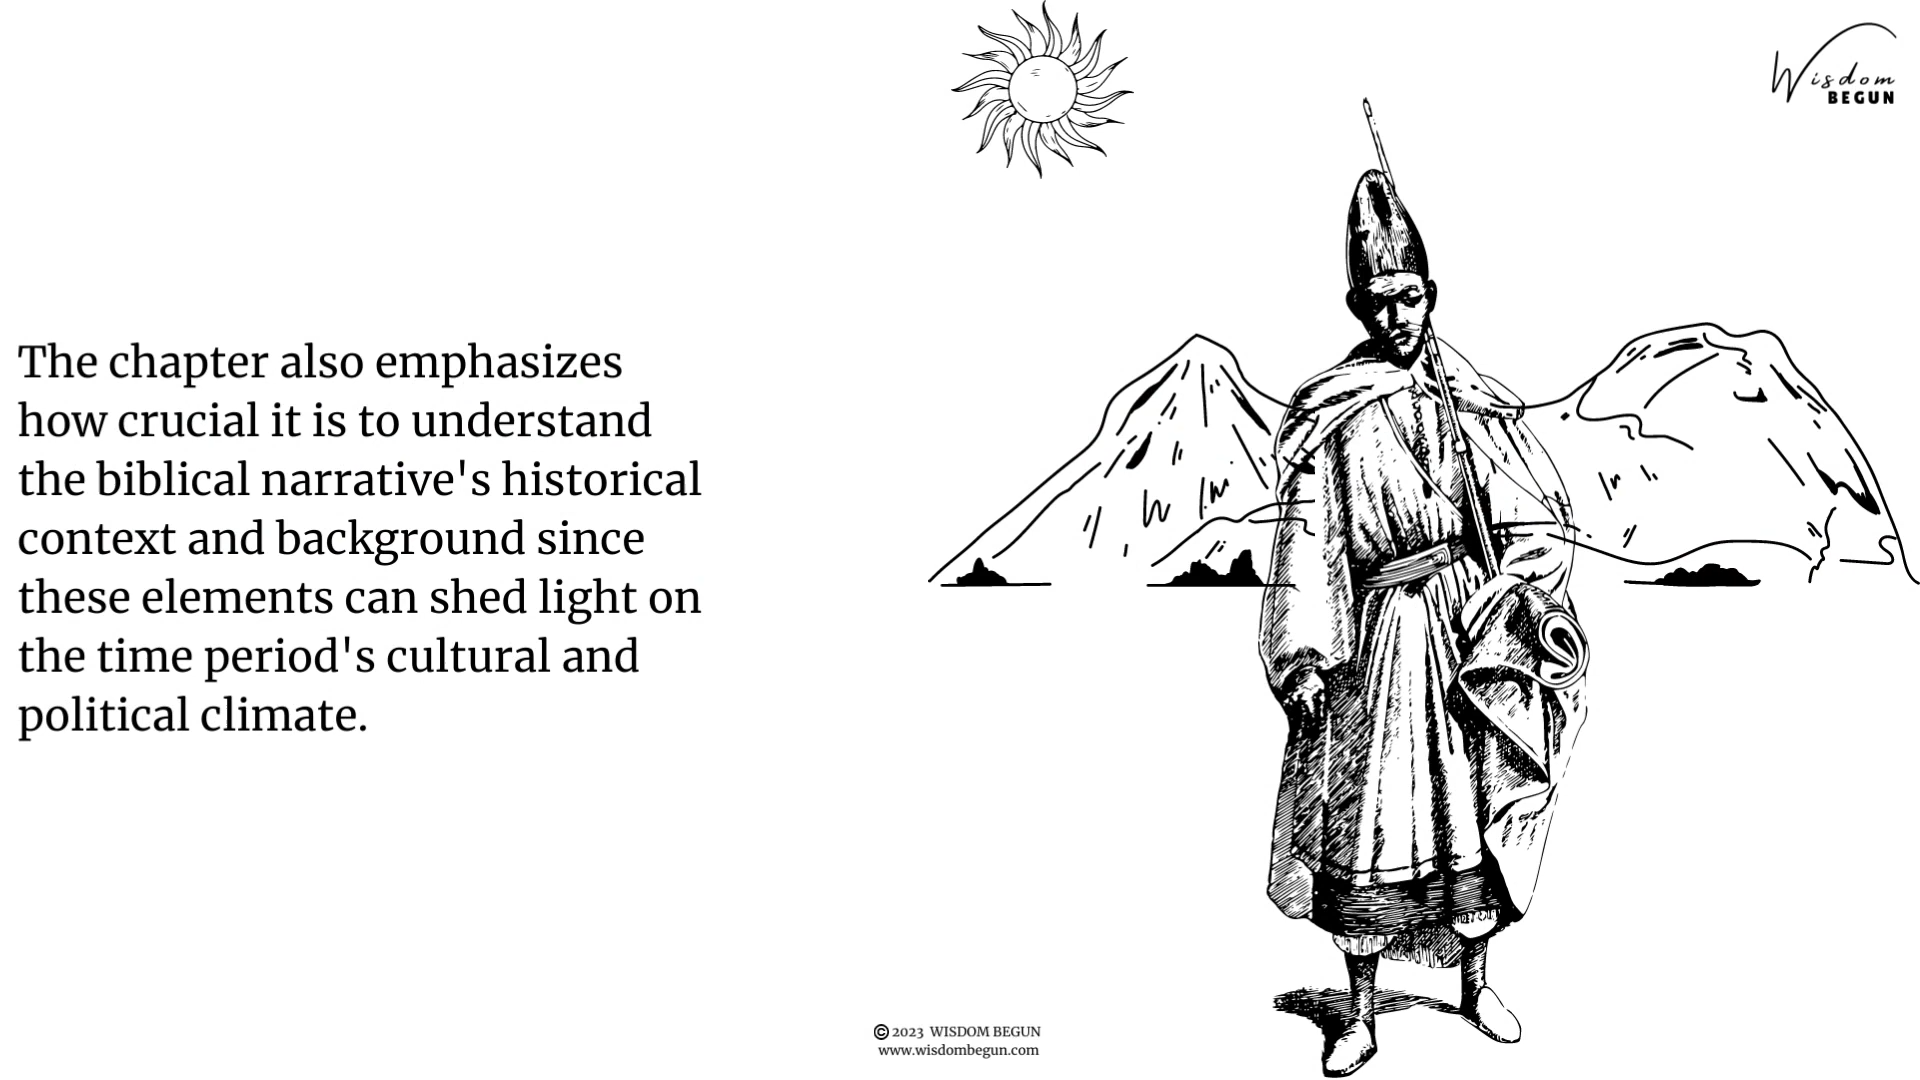 Wisdom
BEGUN
The chapter also emphasizes
how crucial it is to understand
the biblical narrative's historical
context and background since
these elements can shed light on
the time period's cultural and
political climate.
© 2023 WISDOM BEGUN
www.wisdombegun.com